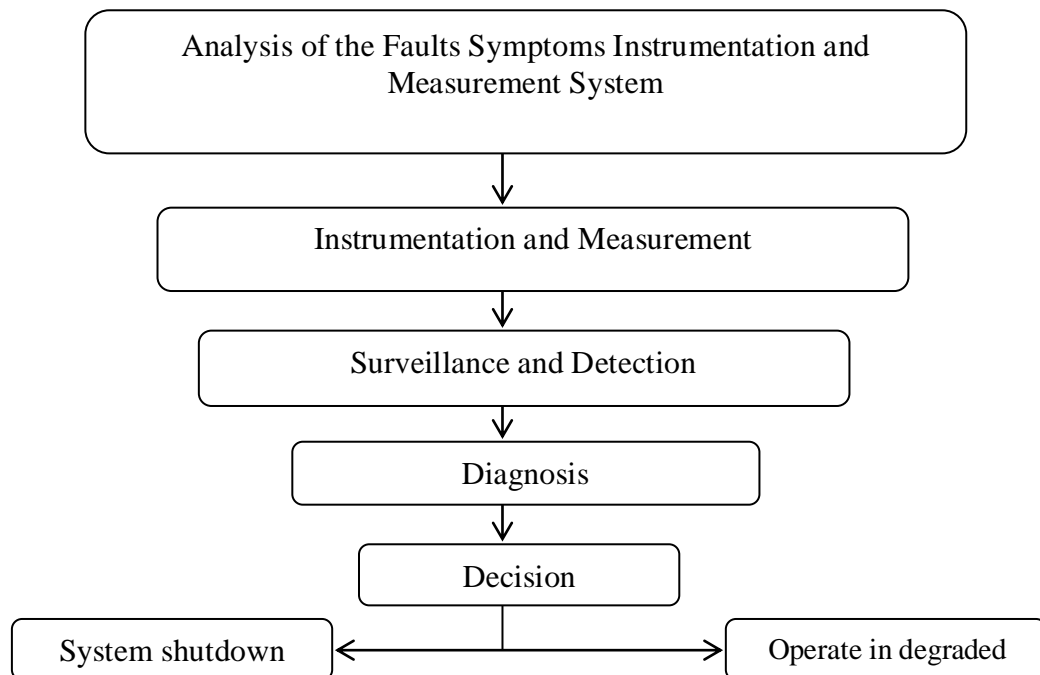 Analysis of the Faults Symptoms Instrumentation and
Measurement System
Instrumentation and Measurement
Surveillance and Detection
Diagnosis
Decision
System shutdown
Operate in degraded